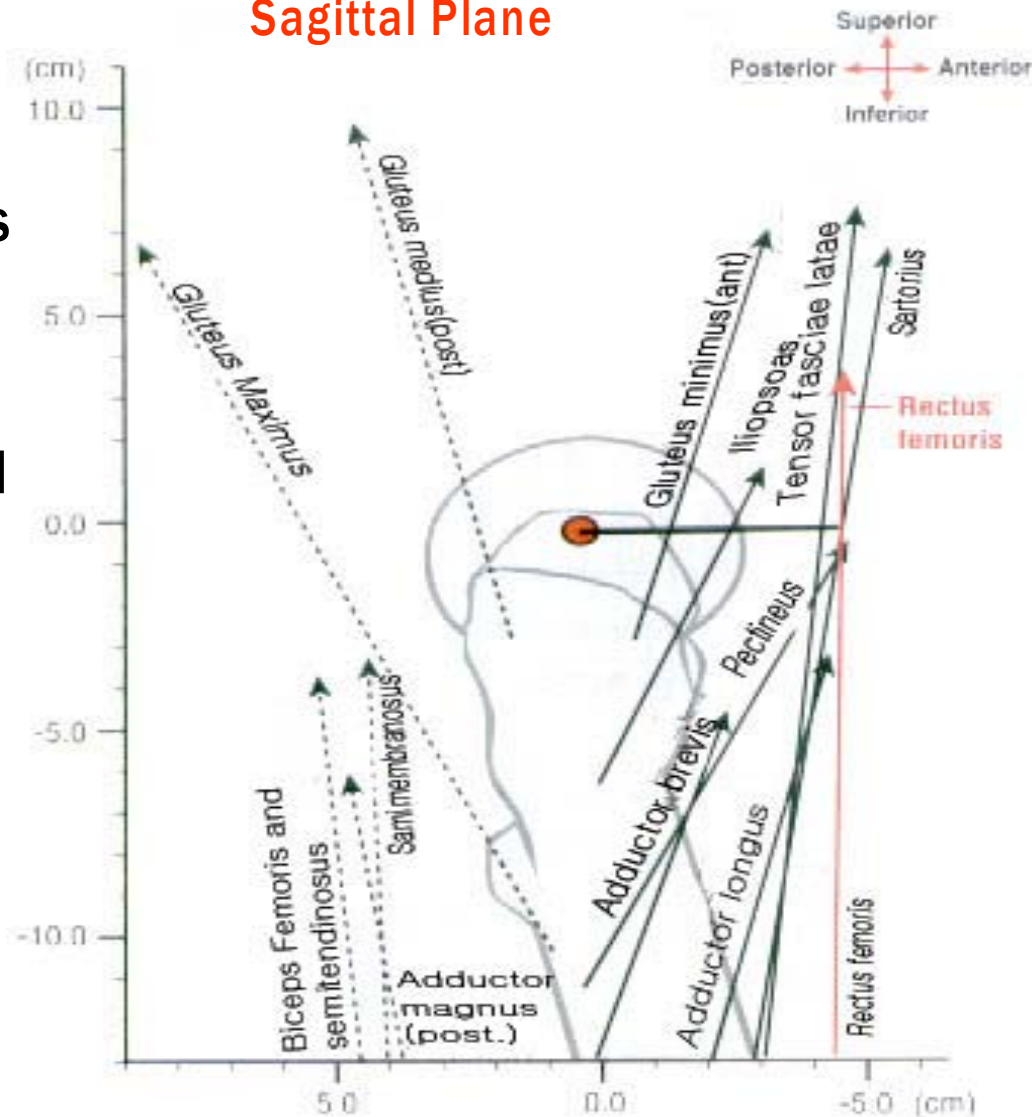 Sagittal Plane
Superior
Posterior
Anterior
Inferior
(cm)
10.0
5.0
0.0
-5.0
-10.0
Gluteus Maximus
Gluteus medius(post)
Gluteus minimus(ant)
Iliopsoas
Tensor fasciae latae
Sartorius
Rectus
femoris
Pectineus
Adductor brevis
Adductor longus
Rectus femoris
Biceps Femoris and
semitendinosus
Samimembranosus
Adductor
magnus
(post.)
5.0
0.0
-5.0
(cm)